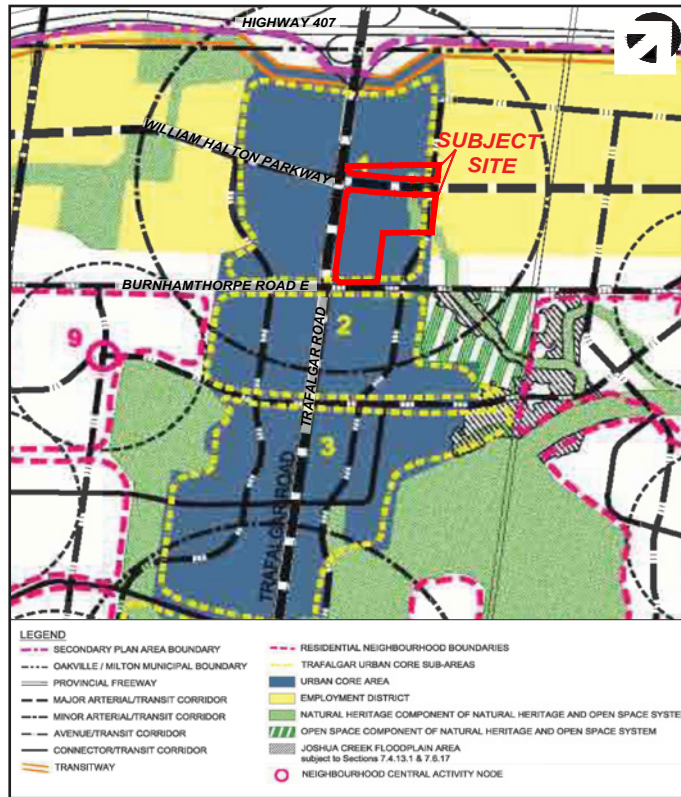 HIGHWAY 407
WILLIAM HALTON PARKWAY
SUBJECT
SITE
1
BURNHAMTHORPE ROAD E
2
9
TRAFALGAR ROAD
3
TRAFALGAR ROAD
LEGEND
SECONDARY PLAN AREA BOUNDARY
OAKVILLE / MILTON MUNICIPAL BOUNDARY
PROVINCIAL FREEWAY
MAJOR ARTERIAL/TRANSIT CORRIDOR
MINOR ARTERIAL/TRANSIT CORRIDOR
AVENUE/TRANSIT CORRIDOR
CONNECTOR/TRANSIT CORRIDOR
TRANSITWAY
RESIDENTIAL NEIGHBOURHOOD BOUNDARIES
TRAFALGAR URBAN CORE SUB-AREAS
URBAN CORE AREA
EMPLOYMENT DISTRICT
NATURAL HERITAGE COMPONENT OF NATURAL HERITAGE AND OPEN SPACE SYSTE
OPEN SPACE COMPONENT OF NATURAL HERITAGE AND OPEN SPACE SYSTEM
JOSHUA CREEK FLOODPLAIN AREA
subject to Sections 7.4.13.1 & 7.6.17
NEIGHBOURHOOD CENTRAL ACTIVITY NODE